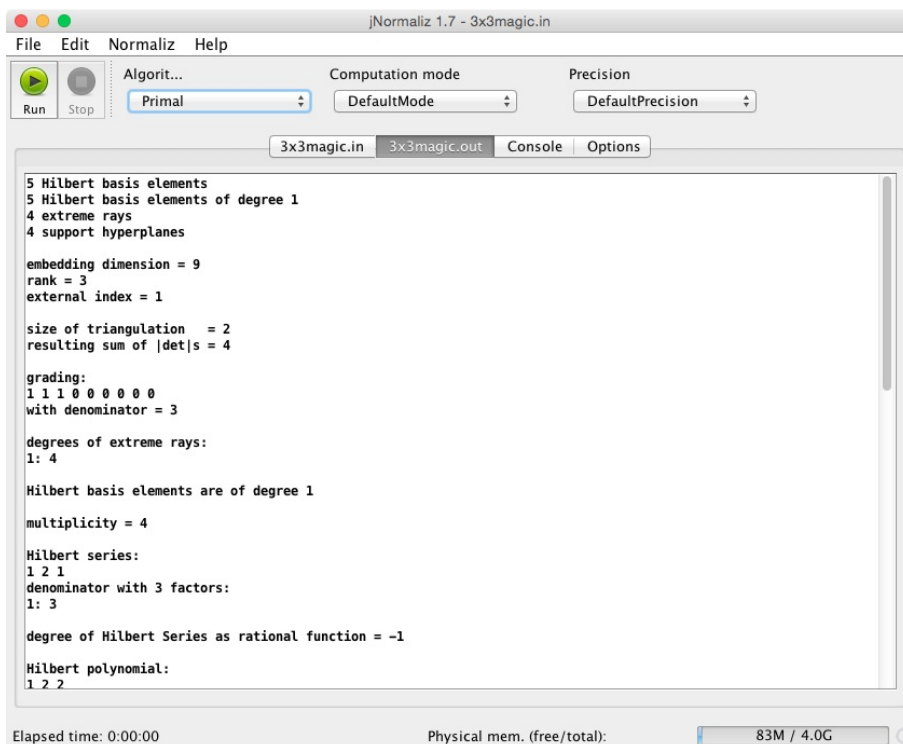 jNormaliz 1.7 - 3x3magic.in
File Edit Normaliz Help
Algorit... Computation mode Precision
Run Stop Primal DefaultMode DefaultPrecision
3x3magic.in 3x3magic.out Console Options
5 Hilbert basis elements
5 Hilbert basis elements of degree 1
4 extreme rays
4 support hyperplanes
embedding dimension = 9
rank = 3
external index = 1
size of triangulation   = 2
resulting sum of |det|s = 4
grading:
1 1 1 0 0 0 0 0 0
with denominator = 3
degrees of extreme rays:
1: 4
Hilbert basis elements are of degree 1
multiplicity = 4
Hilbert series:
1 2 1
denominator with 3 factors:
1: 3
degree of Hilbert Series as rational function = -1
Hilbert polynomial:
1 2 2
Elapsed time: 0:00:00 Physical mem. (free/total): 83M / 4.0G